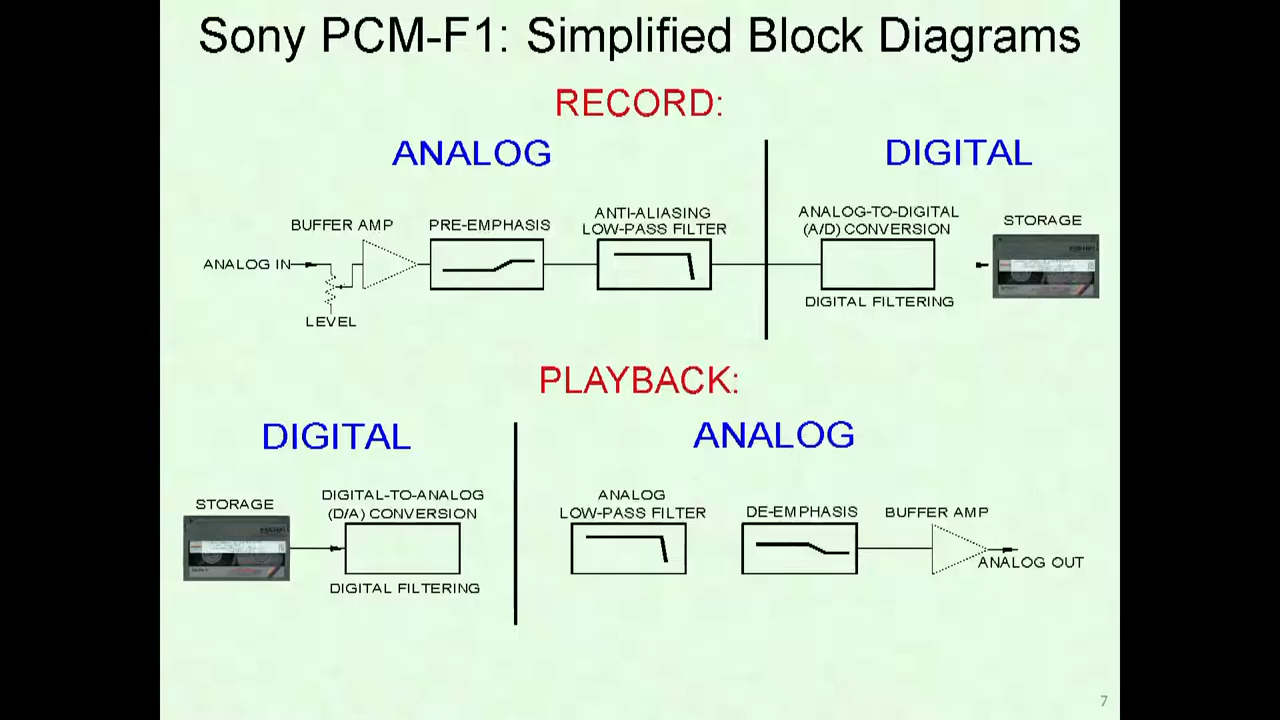 Sony PCM-F1: Simplified Block Diagrams
RECORD:
ANALOG
DIGITAL
BUFFER AMP
PRE-EMPHASIS
ANTI-ALIASING
LOW-PASS FILTER
ANALOG-TO-DIGITAL
(A/D) CONVERSION
STORAGE
ANALOG IN
LEVEL
DIGITAL FILTERING
PLAYBACK:
DIGITAL
ANALOG
STORAGE
DIGITAL-TO-ANALOG
(D/A) CONVERSION
ANALOG
LOW-PASS FILTER
DE-EMPHASIS
BUFFER AMP
ANALOG OUT
DIGITAL FILTERING
7